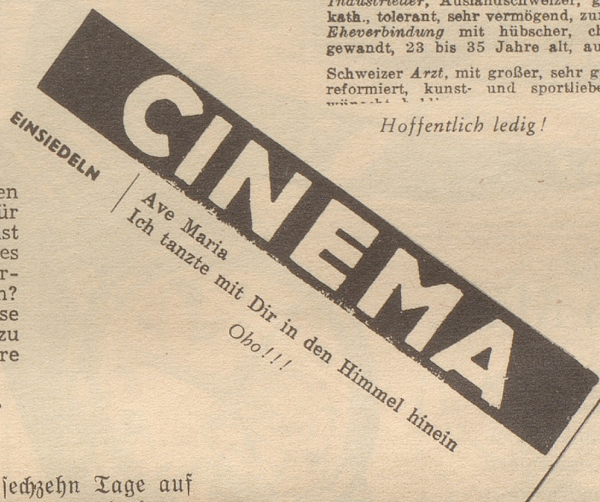 Industrieller, Auslandschweizer, g
kath., tolerant, sehr vermögend, zu
Eheverbindung mit hübscher, ch
gewandt, 23 bis 35 Jahre alt, au
Schweizer Arzt, mit großer, sehr g
reformiert, kunst- und sportliebe
Hoffentlich ledig!
CINEMA
EINSIEDELN
Ave Maria
Ich tanzte mit Dir in den Himmel hinein
Oho!!!
en
ür
st
es
r-
n?
se
zu
re
sechzehn Tage auf